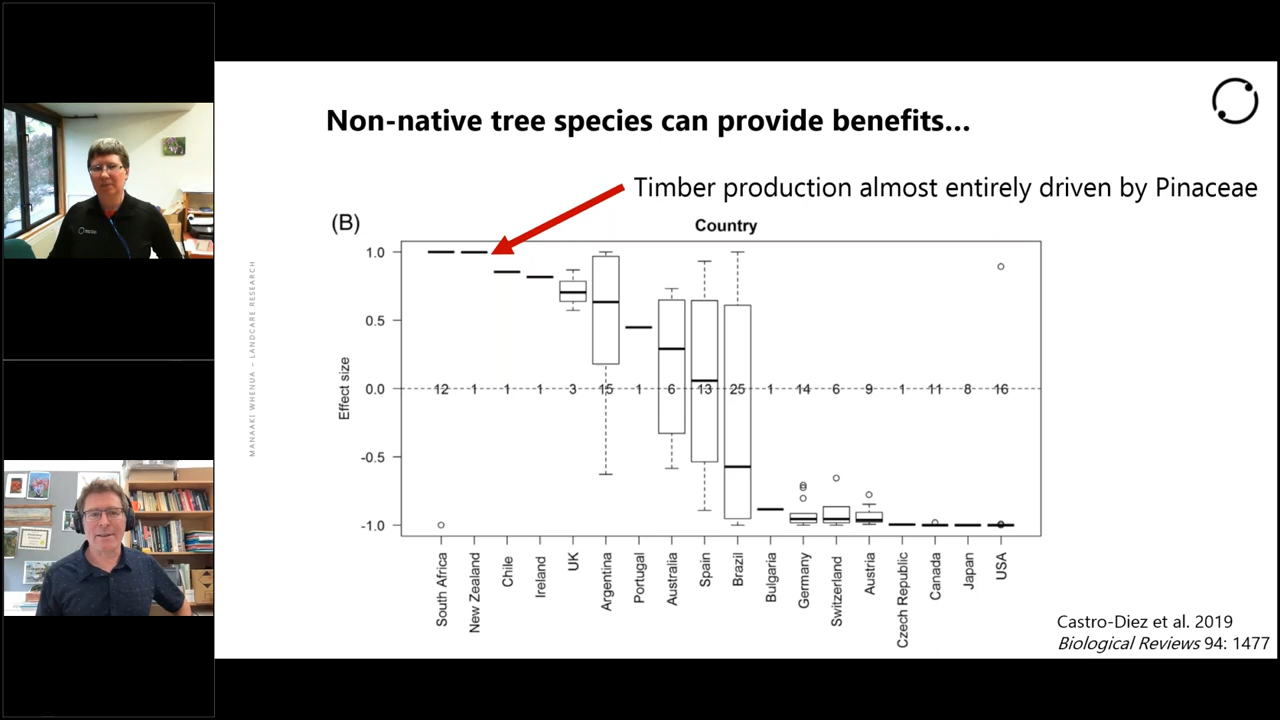 Non-native tree species can provide benefits...
Timber production almost entirely driven by Pinaceae
(B)
Country
MANAAKI WHENUA – LANDCARE RESEARCH
Effect size
1.0
0.5
0.0
-0.5
-1.0
12 1 1 1 3 15 1 6 13 25 1 14 6 9 1 11 8 16
South Africa
New Zealand
Chile
Ireland
UK
Argentina
Portugal
Australia
Spain
Brazil
Bulgaria
Germany
Switzerland
Austria
Czech Republic
Canada
Japan
USA
Castro-Diez et al. 2019
Biological Reviews 94: 1477